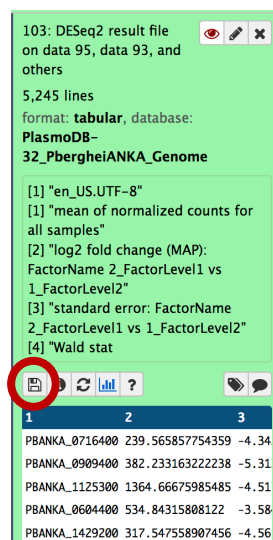 103: DESeq2 result file
on data 95, data 93, and
others
5,245 lines
format: tabular, database:
PlasmoDB-
32_PbergheiANKA_Genome
[1] "en_US.UTF-8"
[1] "mean of normalized counts for
all samples"
[2] "log2 fold change (MAP):
FactorName 2_FactorLevel1 vs
1_FactorLevel2"
[3] "standard error: FactorName
2_FactorLevel1 vs 1_FactorLevel2"
[4] "Wald stat
?
1 2 3
PBANKA_0716400 239.565857754359 -4.34
PBANKA_0909400 382.233163222238 -5.31
PBANKA_1125300 1364.66675985485 -4.51
PBANKA_0604400 534.84315808122 -3.58
PBANKA_1429200 317.547558907456 -4.56